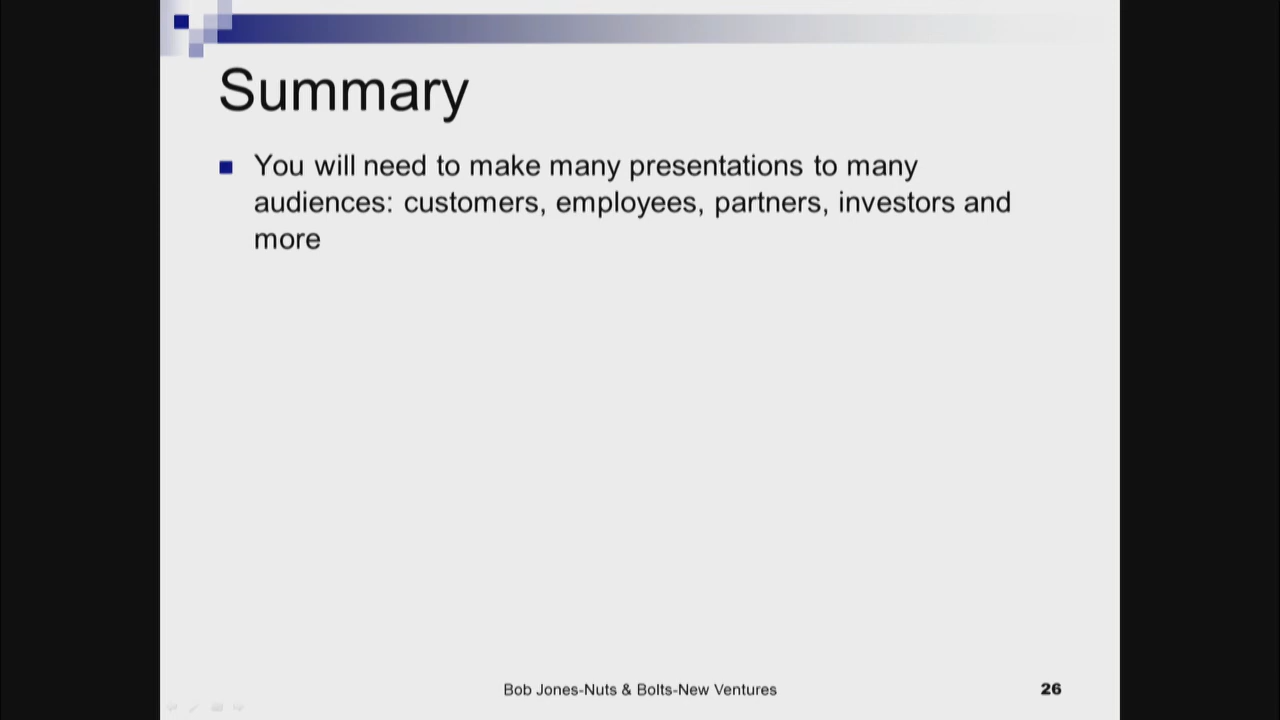 Summary
You will need to make many presentations to many
audiences: customers, employees, partners, investors and
more
Bob Jones-Nuts & Bolts-New Ventures
26